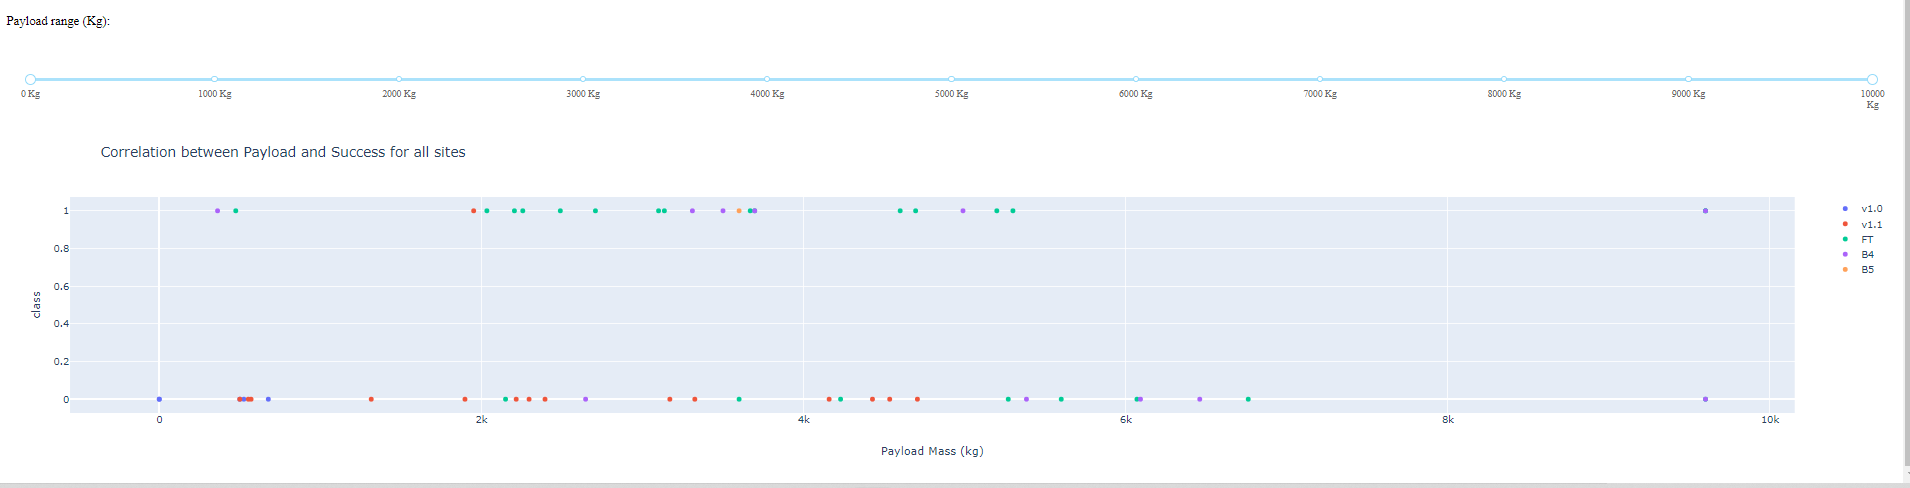 Payload range (Kg):
0 Kg
1000 Kg
2000 Kg
3000 Kg
4000 Kg
5000 Kg
6000 Kg
7000 Kg
8000 Kg
9000 Kg
10000
Kg
Correlation between Payload and Success for all sites
1
0.8
0.6
0.4
0.2
0
class
0
2k
4k
6k
8k
10k
Payload Mass (kg)
v1.0
v1.1
FT
B4
B5